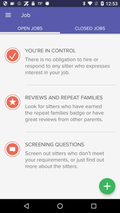 12:53
Job
OPEN JOBS
CLOSED JOBS
YOU'RE IN CONTROL
There is no obligation to hire or
respond to any sitter who expresses
interest in your job.
REVIEWS AND REPEAT FAMILIES
Look for sitters who have earned
the repeat families badge or have
great reviews from other parents.
SCREENING QUESTIONS
Screen out sitters who don't meet
your requirements, or just find out
more about the sitters.